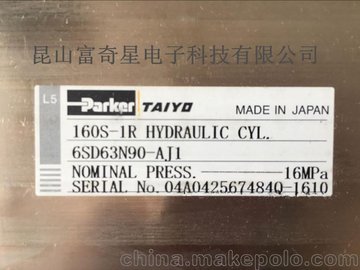 昆山富奇星电子科技有限公司
L5
Parker TAIYO
MADE IN JAPAN
160S-1R HYDRAULIC CYL.
6SD63N90-AJ1
NOMINAL PRESS.————16MPa
SERIAL No. 04A042567484Q-1610
china.makepolo.com